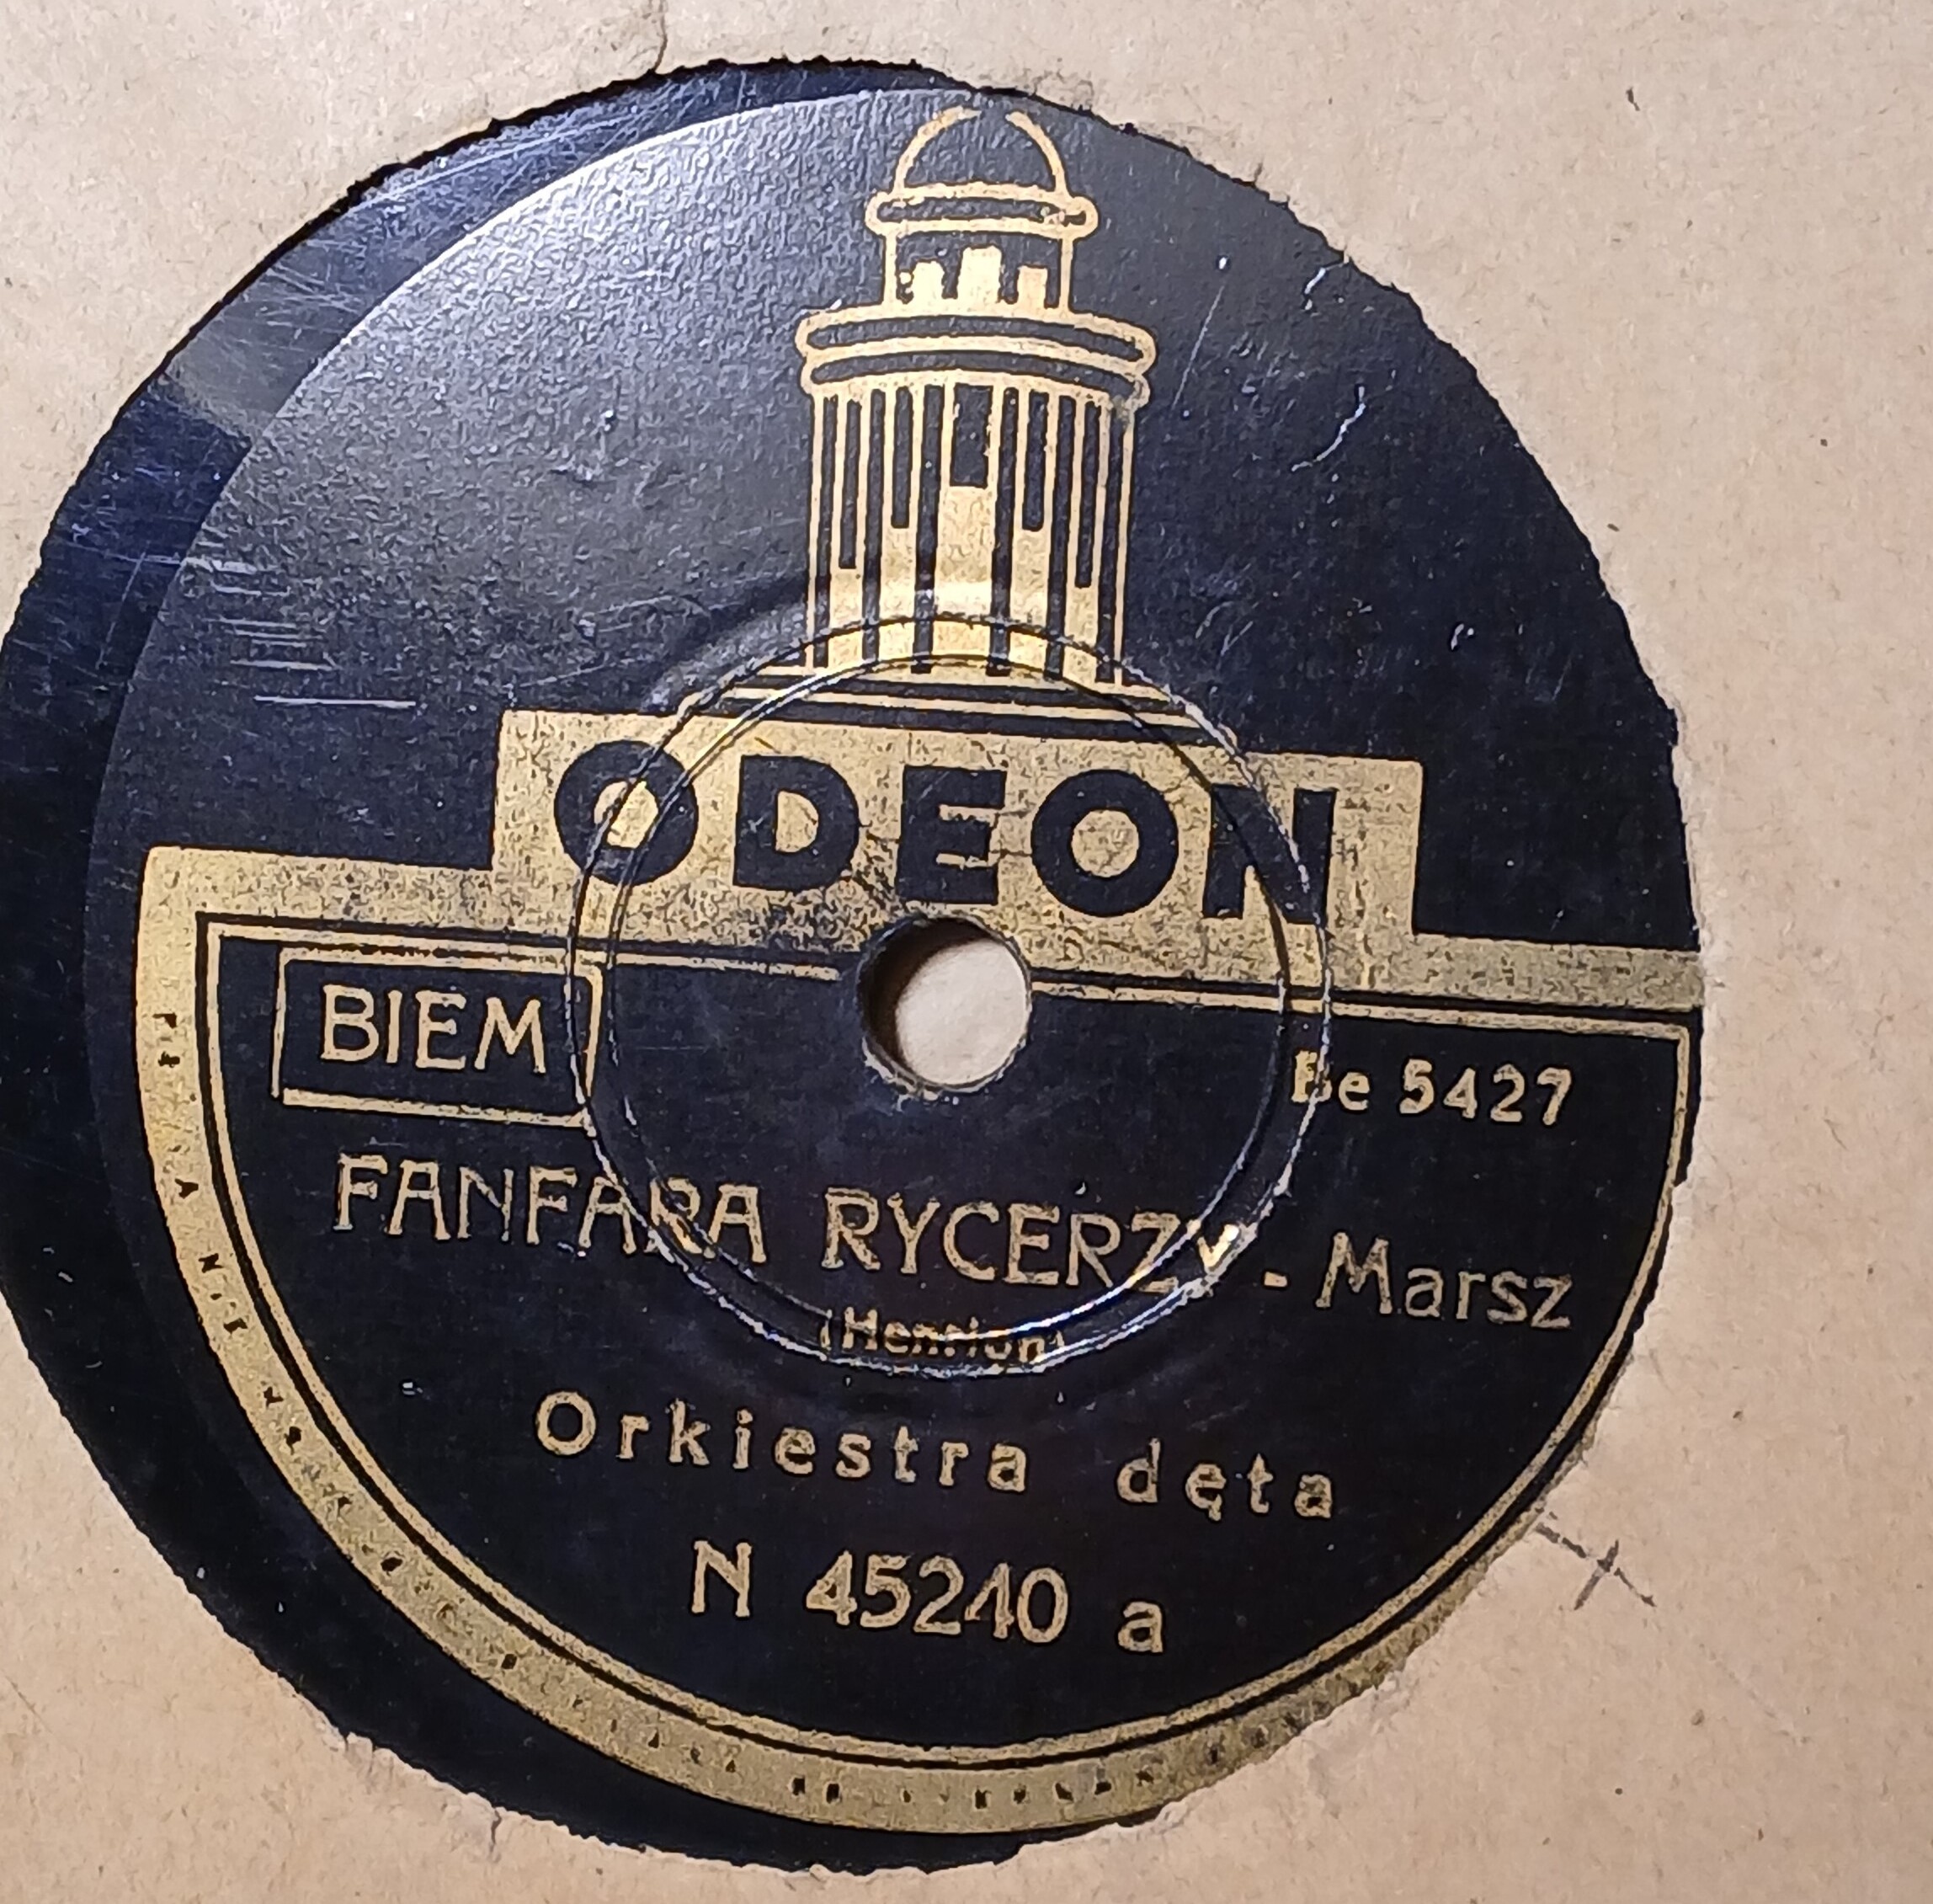 ODEON
BIEM
Be 5427
FANFARA RYCERZY - Marsz
(Henrion)
Orkiestra dęta
N 45240 a